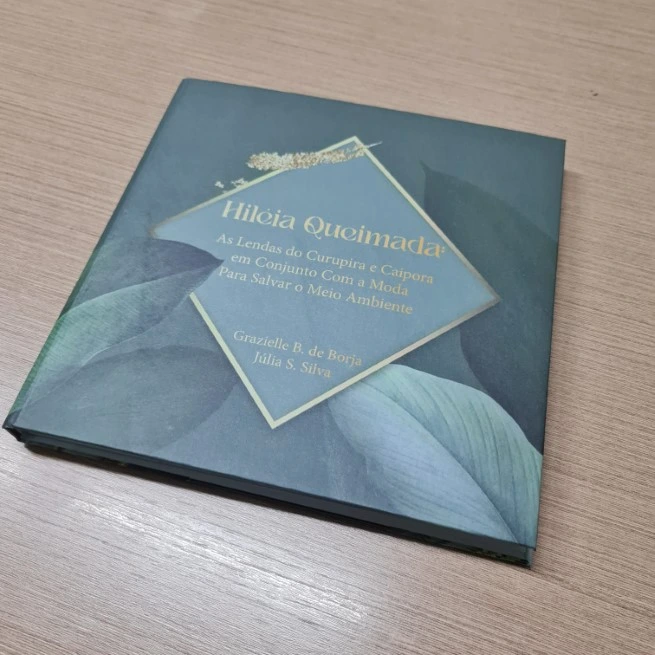 Hiléia Queimada:
As Lendas do Curupira e Caipora
em Conjunto Com a Moda
Para Salvar o Meio Ambiente
Grazielle B. de Borja
Júlia S. Silva